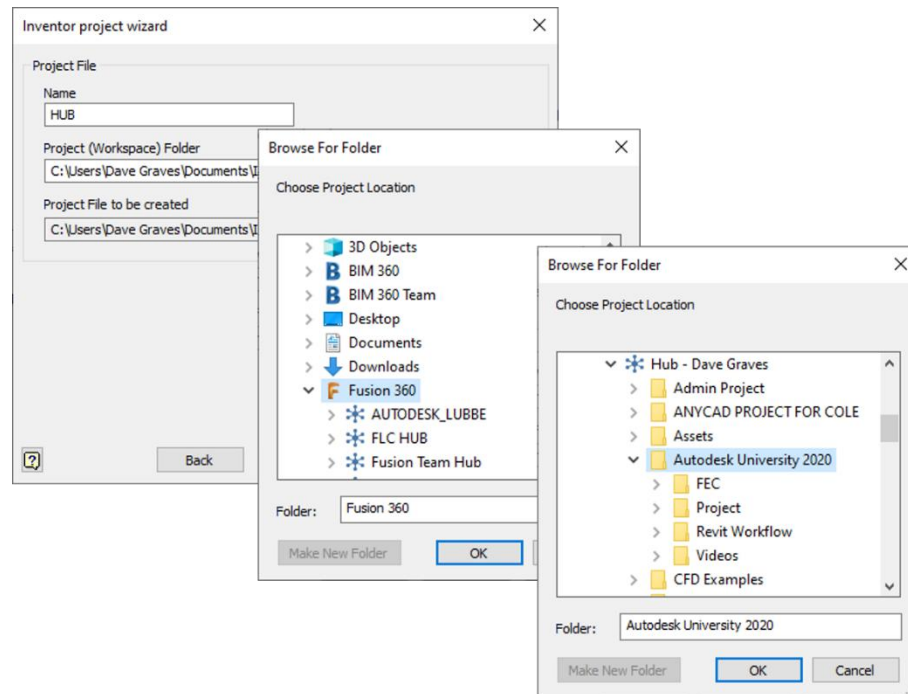 Inventor project wizard
Project File
Name
HUB
Project (Workspace) Folder
C:\Users\Dave Graves\Documents\I
Project File to be created
C:\Users\Dave Graves\Documents\I
Back
Browse For Folder
Choose Project Location
3D Objects
BIM 360
BIM 360 Team
Desktop
Documents
Downloads
Fusion 360
AUTODESK_LUBBE
FLC HUB
Fusion Team Hub
Folder: Fusion 360
Make New Folder OK
Browse For Folder
Choose Project Location
Hub - Dave Graves
Admin Project
ANYCAD PROJECT FOR COLE
Assets
Autodesk University 2020
FEC
Project
Revit Workflow
Videos
CFD Examples
Folder: Autodesk University 2020
Make New Folder OK Cancel